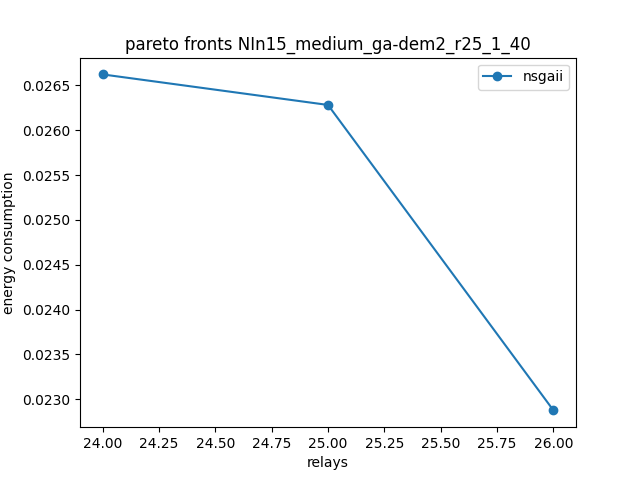 pareto fronts NIn15_medium_ga-dem2_r25_1_40
nsgaii
0.0265
0.0260
0.0255
0.0250
0.0245
0.0240
0.0235
0.0230
energy consumption
24.00 24.25 24.50 24.75 25.00 25.25 25.50 25.75 26.00
relays